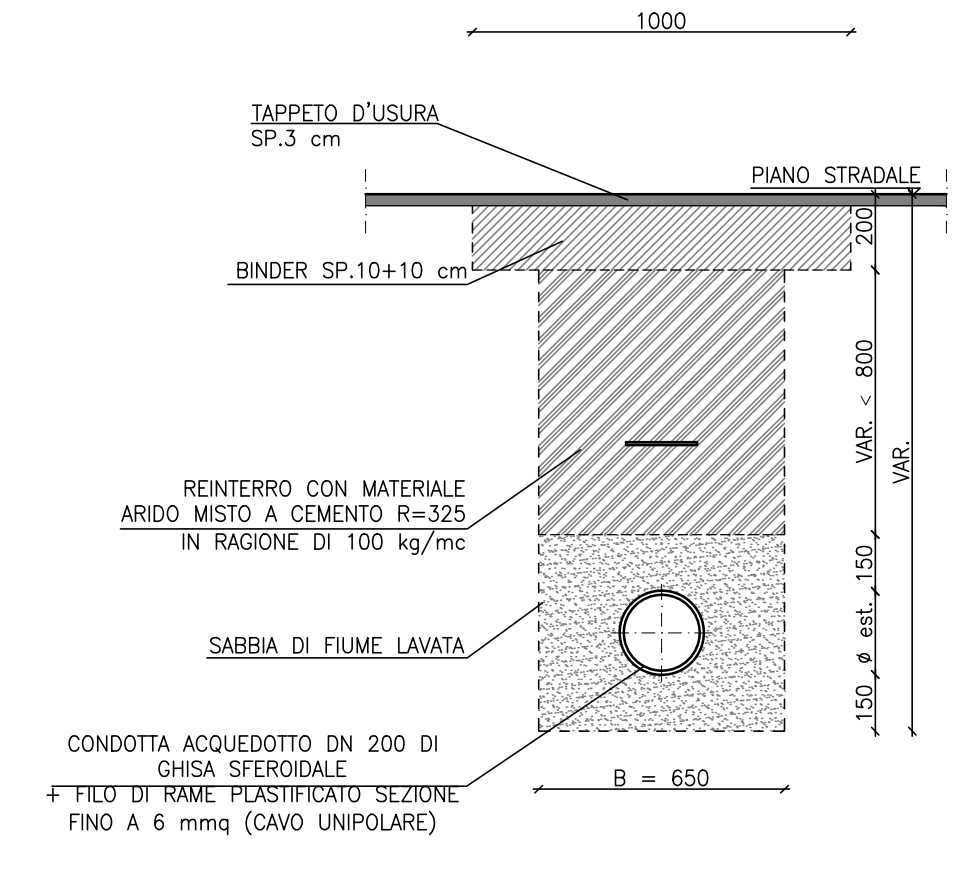 1000
TAPPETO D'USURA
SP.3 cm
PIANO STRADALE
200
BINDER SP.10+10 cm
VAR. < 800
VAR.
REINTERRO CON MATERIALE
ARIDO MISTO A CEMENTO R=325
IN RAGIONE DI 100 kg/mc
150
ø est.
SABBIA DI FIUME LAVATA
150
CONDOTTA ACQUEDOTTO DN 200 DI
GHISA SFEROIDALE
+ FILO DI RAME PLASTIFICATO SEZIONE
FINO A 6 mmq (CAVO UNIPOLARE)
B = 650